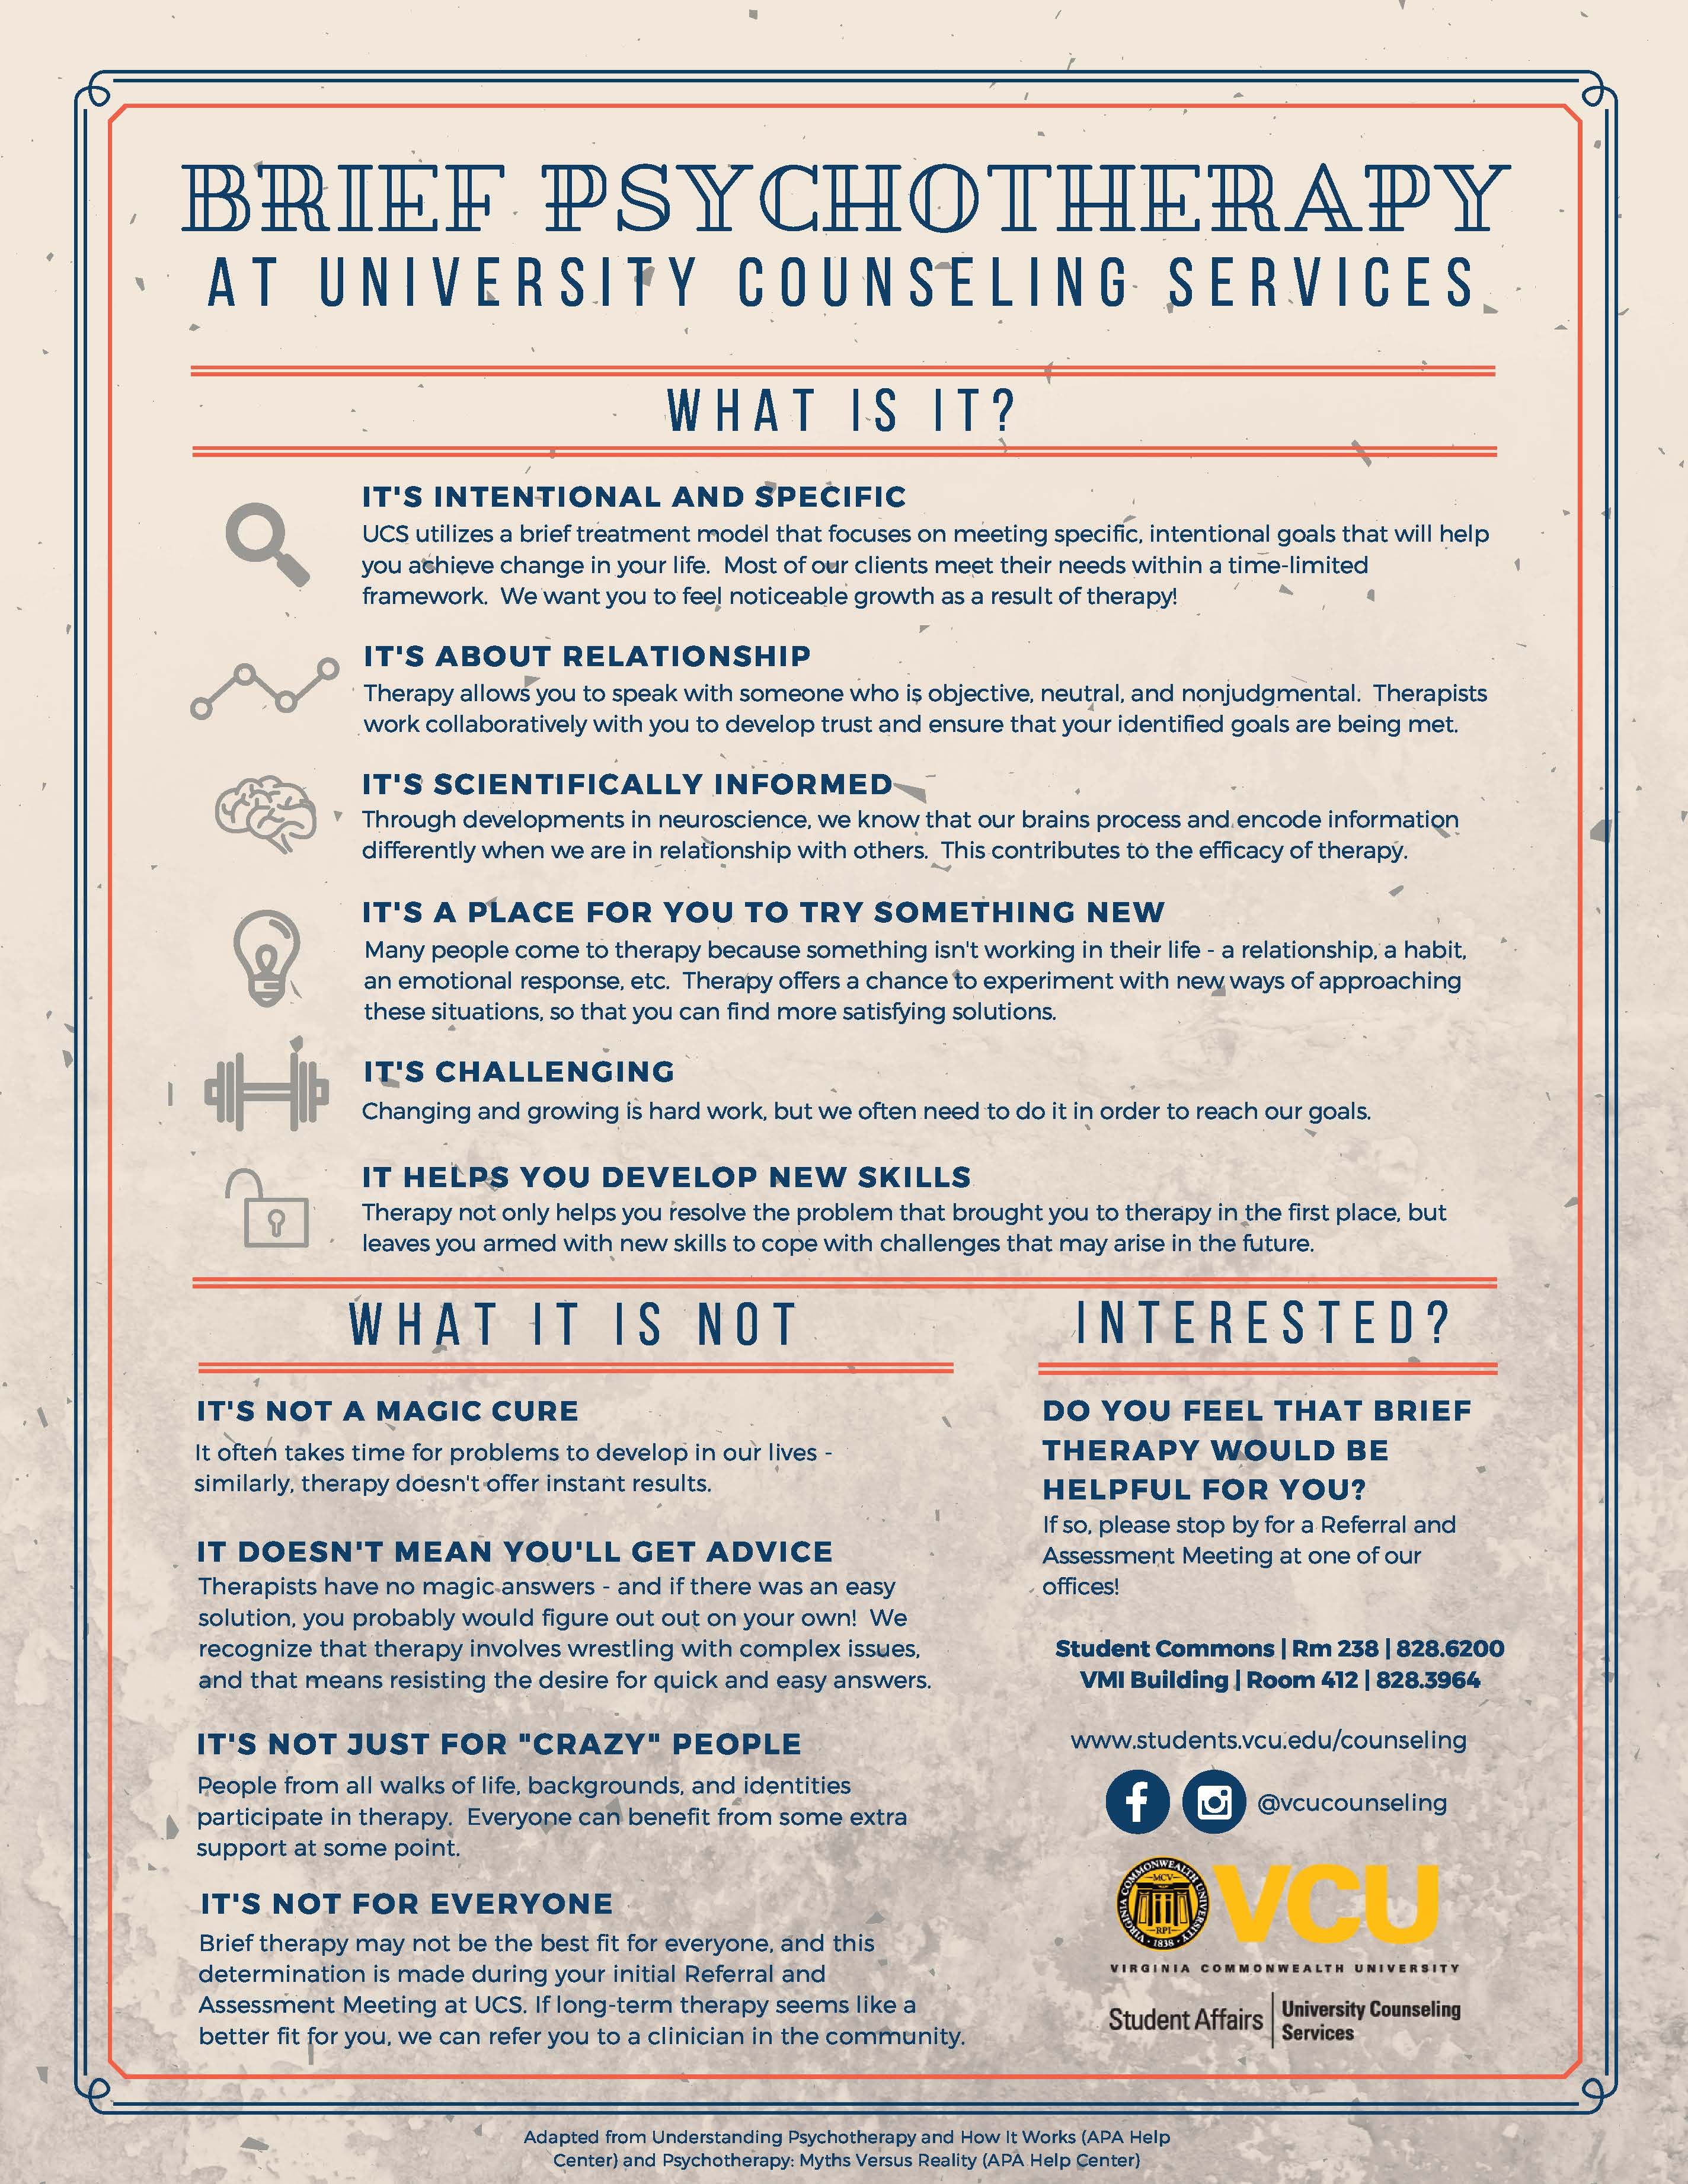 BRIEF PSYCHOTHERAPY
AT UNIVERSITY COUNSELING SERVICES
WHAT IS IT?
IT'S INTENTIONAL AND SPECIFIC
UCS utilizes a brief treatment model that focuses on meeting specific, intentional goals that will help
you achieve change in your life. Most of our clients meet their needs within a time-limited
framework. We want you to feel noticeable growth as a result of therapy!
IT'S ABOUT RELATIONSHIP
Therapy allows you to speak with someone who is objective, neutral, and nonjudgmental. Therapists
work collaboratively with you to develop trust and ensure that your identified goals are being met.
IT'S SCIENTIFICALLY INFORMED
Through developments in neuroscience, we know that our brains process and encode information
differently when we are in relationship with others. This contributes to the efficacy of therapy.
IT'S A PLACE FOR YOU TO TRY SOMETHING NEW
Many people come to therapy because something isn't working in their life - a relationship, a habit,
an emotional response, etc. Therapy offers a chance to experiment with new ways of approaching
these situations, so that you can find more satisfying solutions.
IT'S CHALLENGING
Changing and growing is hard work, but we often need to do it in order to reach our goals.
IT HELPS YOU DEVELOP NEW SKILLS
Therapy not only helps you resolve the problem that brought you to therapy in the first place, but
leaves you armed with new skills to cope with challenges that may arise in the future.
WHAT IT IS NOT
IT'S NOT A MAGIC CURE
It often takes time for problems to develop in our lives -
similarly, therapy doesn't offer instant results.
IT DOESN'T MEAN YOU'LL GET ADVICE
Therapists have no magic answers - and if there was an easy
solution, you probably would figure out out on your own! We
recognize that therapy involves wrestling with complex issues,
and that means resisting the desire for quick and easy answers.
IT'S NOT JUST FOR "CRAZY" PEOPLE
People from all walks of life, backgrounds, and identities
participate in therapy. Everyone can benefit from some extra
support at some point.
IT'S NOT FOR EVERYONE
Brief therapy may not be the best fit for everyone, and this
determination is made during your initial Referral and
Assessment Meeting at UCS. If long-term therapy seems like a
better fit for you, we can refer you to a clinician in the community.
INTERESTED?
DO YOU FEEL THAT BRIEF
THERAPY WOULD BE
HELPFUL FOR YOU?
If so, please stop by for a Referral and
Assessment Meeting at one of our
offices!
Student Commons | Rm 238 | 828.6200
VMI Building | Room 412 | 828.3964
www.students.vcu.edu/counseling
@vcucounseling
VIRGINIA COMMONWEALTH UNIVERSITY
MCV
RPI
1838
VCU
VIRGINIA COMMONWEALTH UNIVERSITY
Student Affairs
University Counseling
Services
Adapted from Understanding Psychotherapy and How It Works (APA Help
Center) and Psychotherapy: Myths Versus Reality (APA Help Center)